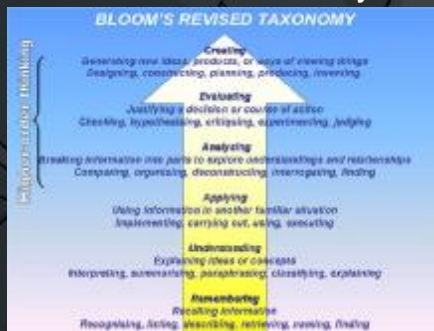 BLOOM'S REVISED TAXONOMY
Creating
Generating new ideas, products, or ways of viewing things
Designing, constructing, planning, producing, inventing
Evaluating
Justifying a decision or course of action
Checking, hypothesising, critiquing, experimenting, judging
Analysing
Breaking information into parts to explore understandings and relationships
Comparing, organising, deconstructing, interrogating, finding
Applying
Using information in another familiar situation
Implementing, carrying out, using, executing
Understanding
Explaining ideas or concepts
Interpreting, summarising, paraphrasing, classifying, explaining
Remembering
Recalling information
Recognising, listing, describing, retrieving, naming, finding
Higher-order thinking